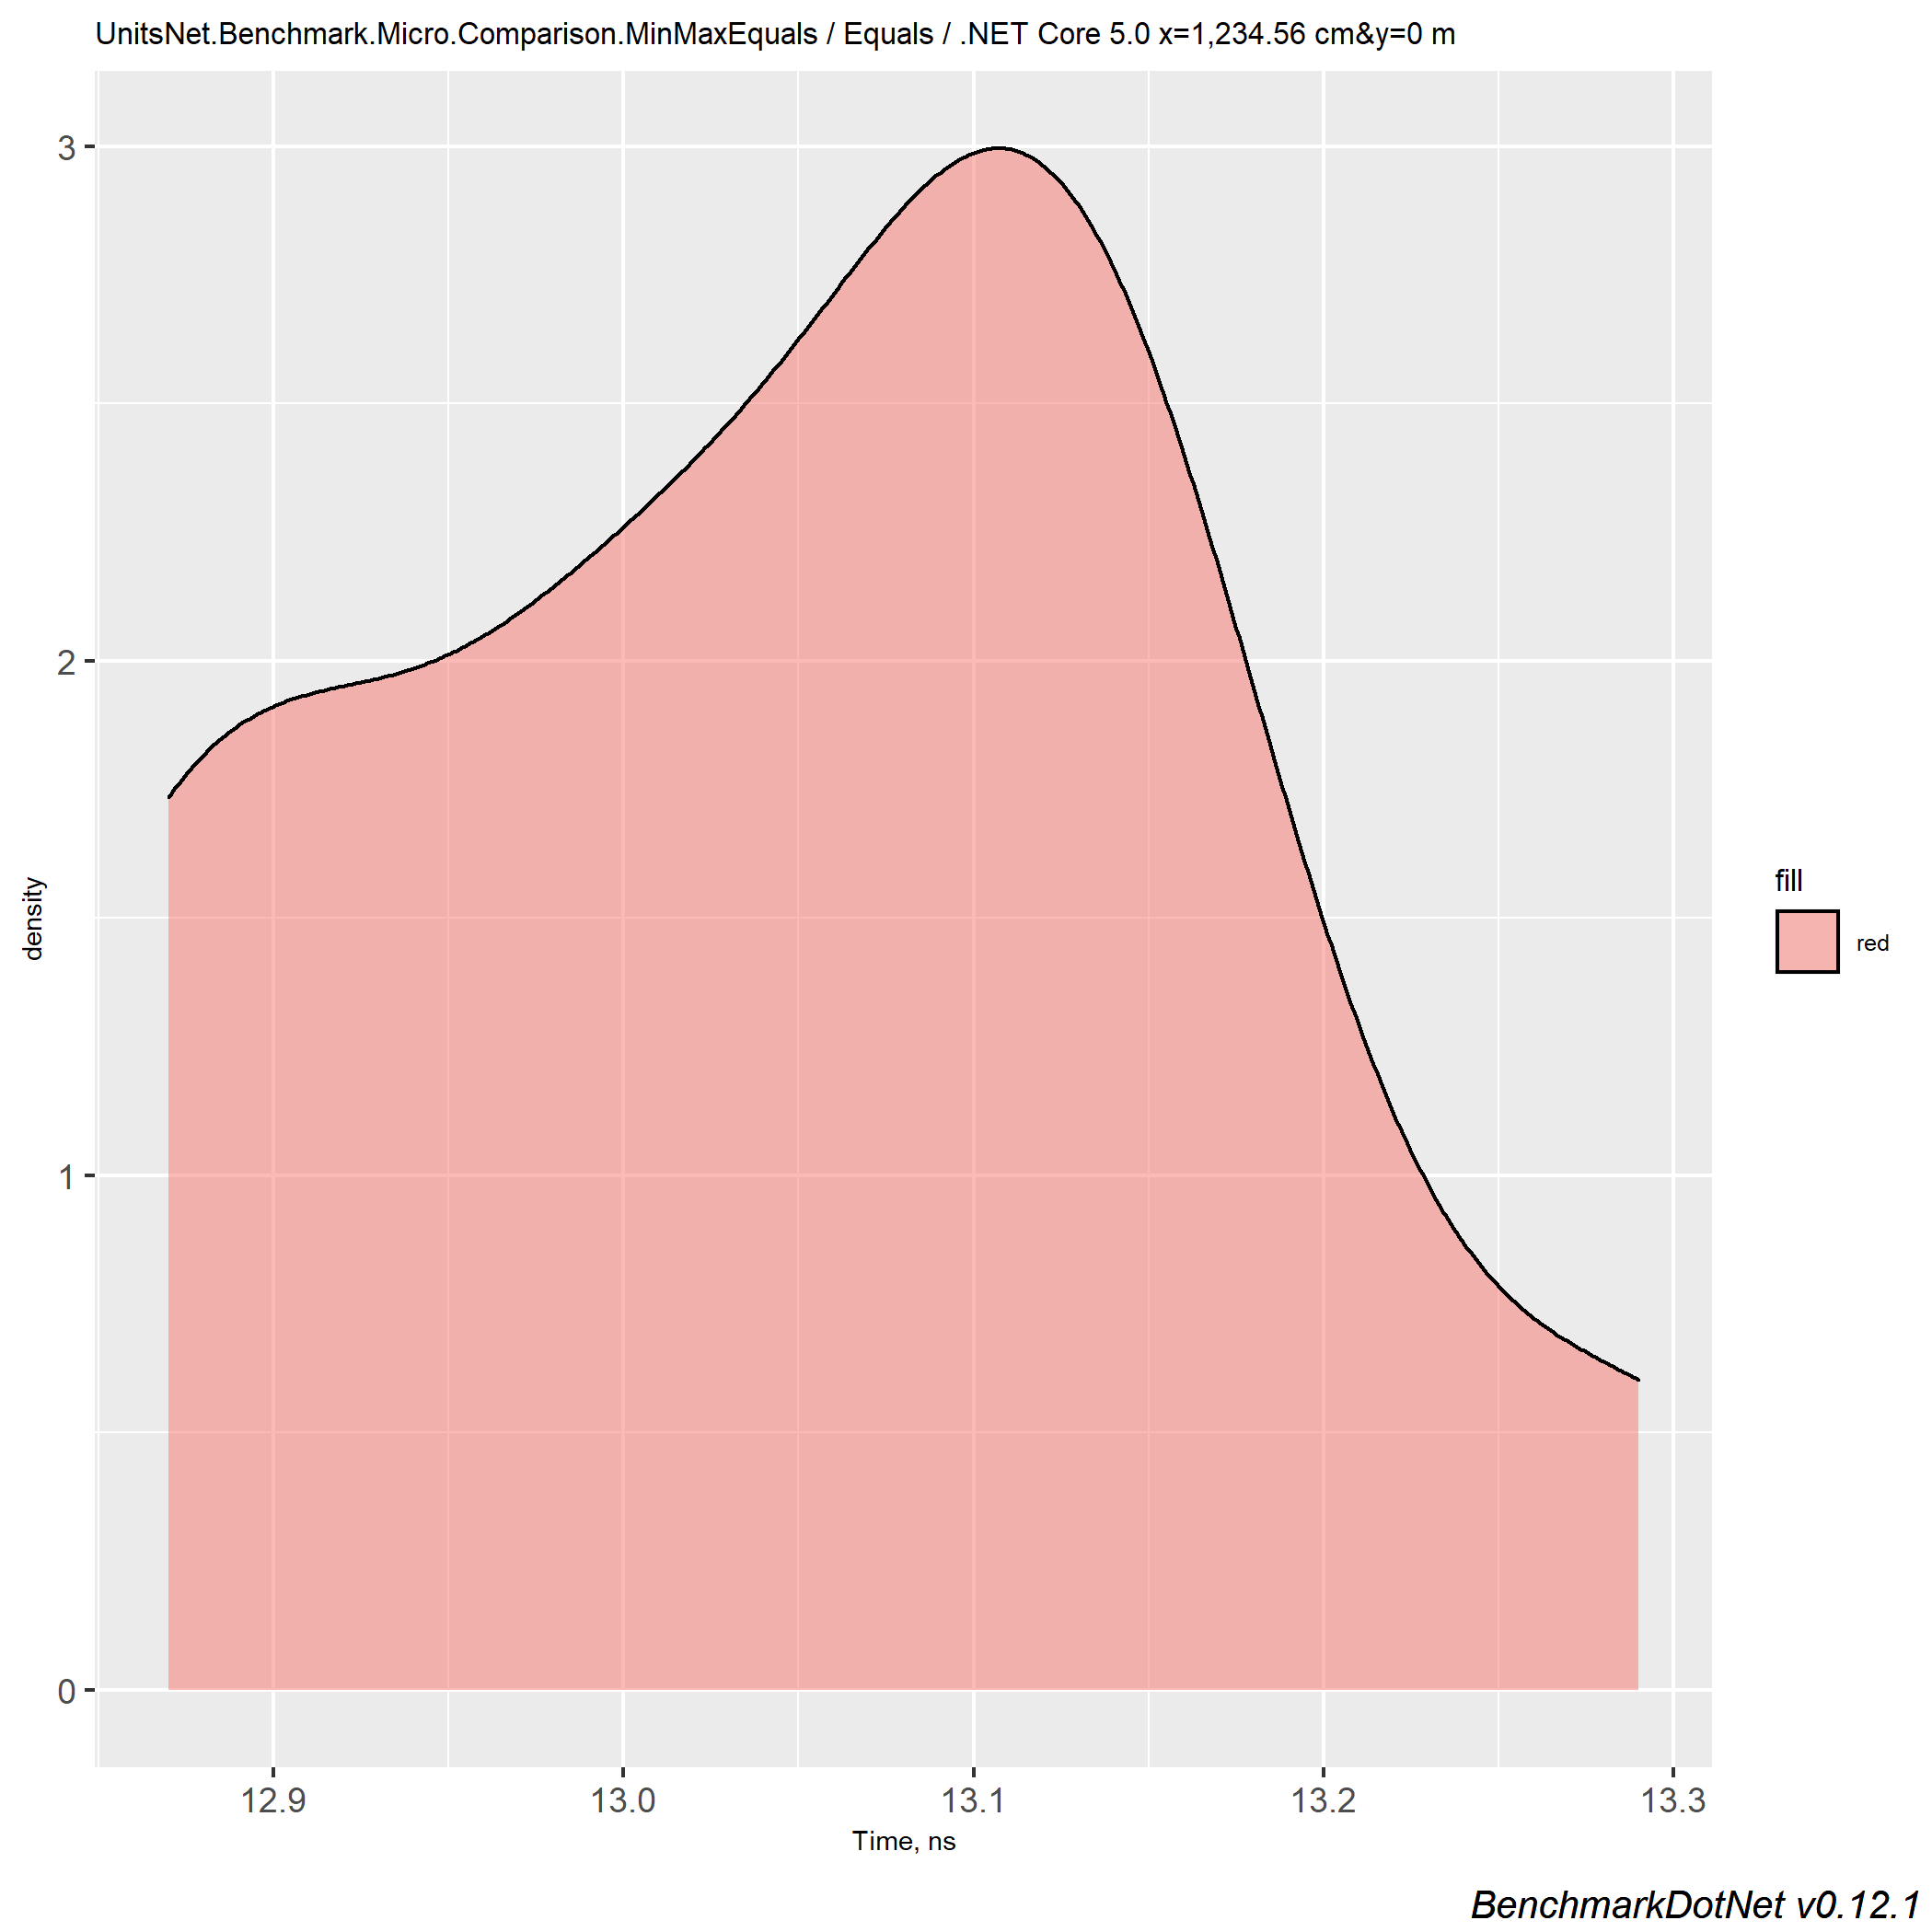 UnitsNet.Benchmark.Micro.Comparison.MinMaxEquals / Equals / .NET Core 5.0 x=1,234.56 cm&y=0 m
3
2
1
0
density
12.9 13.0 13.1 13.2 13.3
Time, ns
fill
red
BenchmarkDotNet v0.12.1